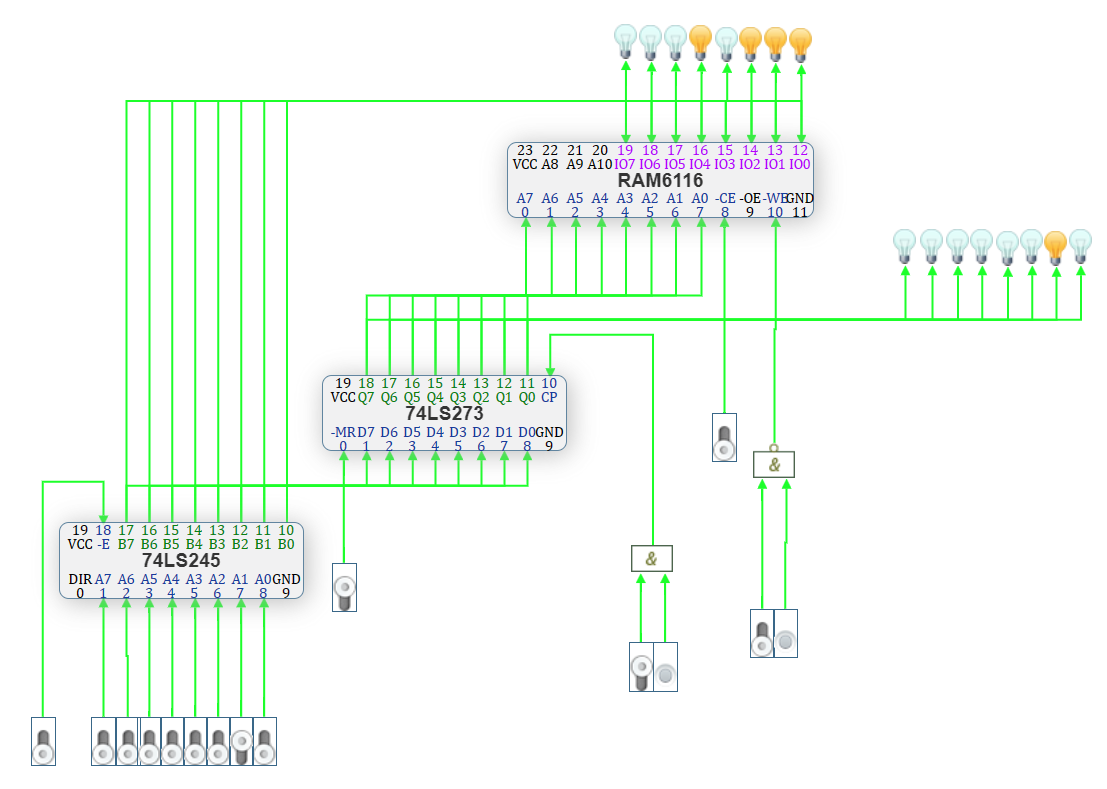 23 22 21 20 19 18 17 16 15 14 13 12
VCC A8 A9 A10 IO7 IO6 IO5 IO4 IO3 IO2 IO1 IO0
RAM6116
A7 A6 A5 A4 A3 A2 A1 A0 -CE -OE -WE GND
0 1 2 3 4 5 6 7 8 9 10 11
19 18 17 16 15 14 13 12 11 10
VCC Q7 Q6 Q5 Q4 Q3 Q2 Q1 Q0 CP
74LS273
-MR D7 D6 D5 D4 D3 D2 D1 D0 GND
0 1 2 3 4 5 6 7 8 9
&
19 18 17 16 15 14 13 12 11 10
VCC -E B7 B6 B5 B4 B3 B2 B1 B0
74LS245
DIR A7 A6 A5 A4 A3 A2 A1 A0 GND
0 1 2 3 4 5 6 7 8 9
&